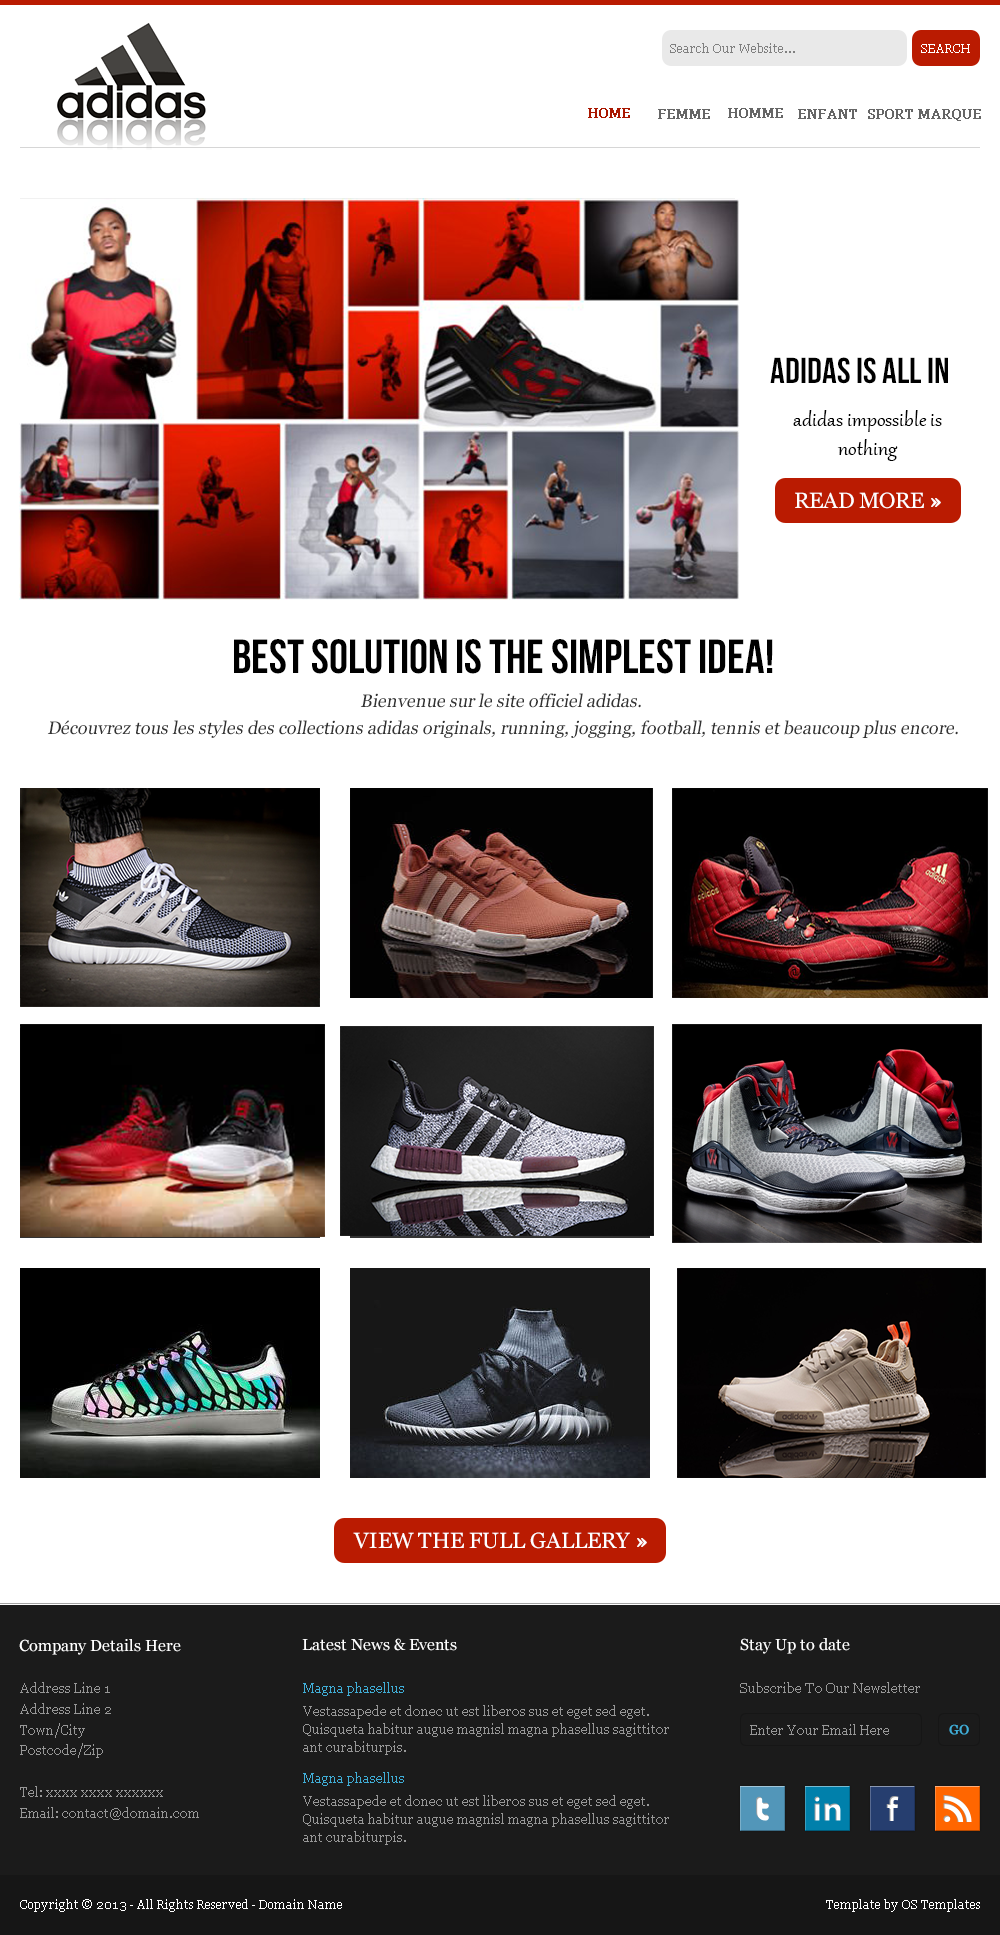 adidas
Search Our Website...
SEARCH
HOME FEMME HOMME ENFANT SPORT MARQUE
ADIDAS IS ALL IN
adidas impossible is
nothing
READ MORE »
BEST SOLUTION IS THE SIMPLEST IDEA!
Bienvenue sur le site officiel adidas.
Découvrez tous les styles des collections adidas originals, running, jogging, football, tennis et beaucoup plus encore.
adidas
adidas
adidas
VIEW THE FULL GALLERY »
Company Details Here
Address Line 1
Address Line 2
Town/City
Postcode/Zip
Tel: xxxx xxxx xxxxxx
Email: contact@domain.com
Latest News & Events
Magna phasellus
Vestassapede et donec ut est liberos sus et eget sed eget.
Quisqueta habitur augue magnisl magna phasellus sagittitor
ant curabiturpis.
Magna phasellus
Vestassapede et donec ut est liberos sus et eget sed eget.
Quisqueta habitur augue magnisl magna phasellus sagittitor
ant curabiturpis.
Stay Up to date
Subscribe To Our Newsletter
Enter Your Email Here
GO
t in f
Copyright © 2013 - All Rights Reserved - Domain Name
Template by OS Templates